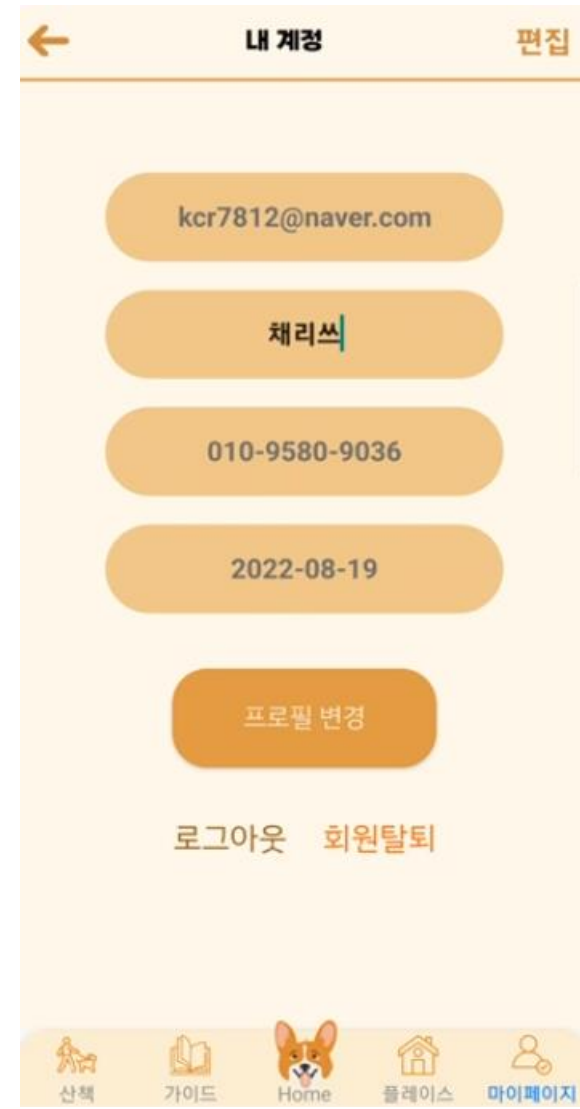 내 계정 편집
kcr7812@naver.com
채리쓰
010-9580-9036
2022-08-19
프로필 변경
로그아웃 회원탈퇴
산책 가이드 Home 플레이스 마이페이지